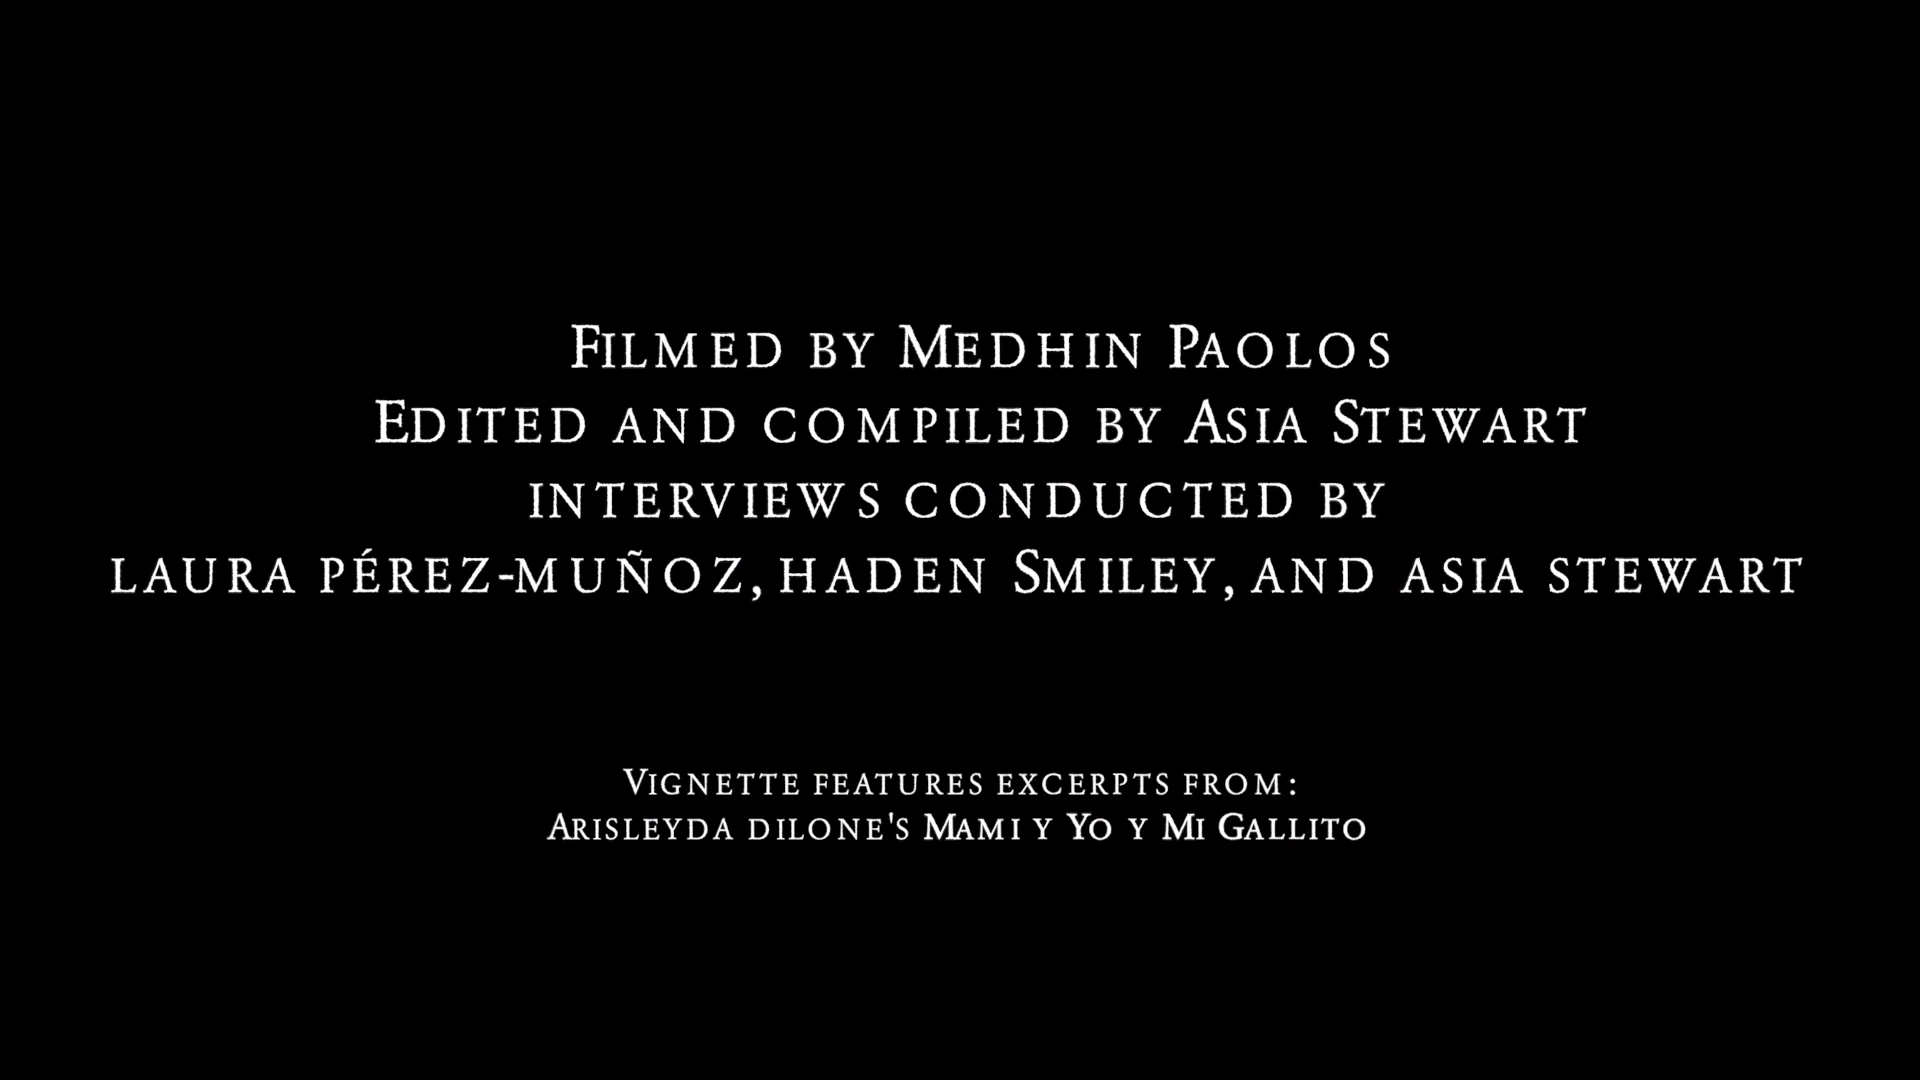 Filmed by Medhin Paolos
Edited and compiled by Asia Stewart
interviews conducted by
laura pérez-muñoz, haden Smiley, and asia stewart
Vignette features excerpts from:
Arisleyda dilone's Mami y Yo y Mi Gallito